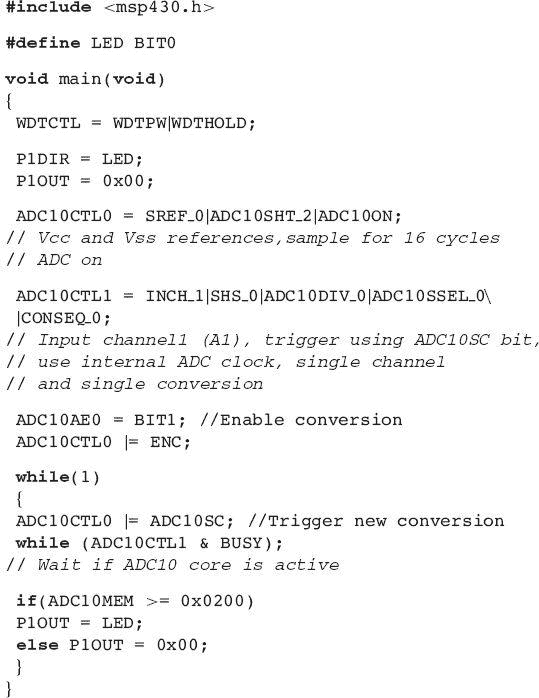 #include <msp430.h>
#define LED BIT0
void main(void)
{
WDTCTL = WDTPW|WDTHOLD;
P1DIR = LED;
P1OUT = 0x00;
ADC10CTL0 = SREF_0|ADC10SHT_2|ADC10ON;
// Vcc and Vss references,sample for 16 cycles
// ADC on
ADC10CTL1 = INCH_1|SHS_0|ADC10DIV_0|ADC10SSEL_0\
|CONSEQ_0;
// Input channel1 (A1), trigger using ADC10SC bit,
// use internal ADC clock, single channel
// and single conversion
ADC10AE0 = BIT1; //Enable conversion
ADC10CTL0 |= ENC;
while(1)
{
ADC10CTL0 |= ADC10SC; //Trigger new conversion
while (ADC10CTL1 & BUSY);
// Wait if ADC10 core is active
if(ADC10MEM >= 0x0200)
P1OUT = LED;
else P1OUT = 0x00;
}
}